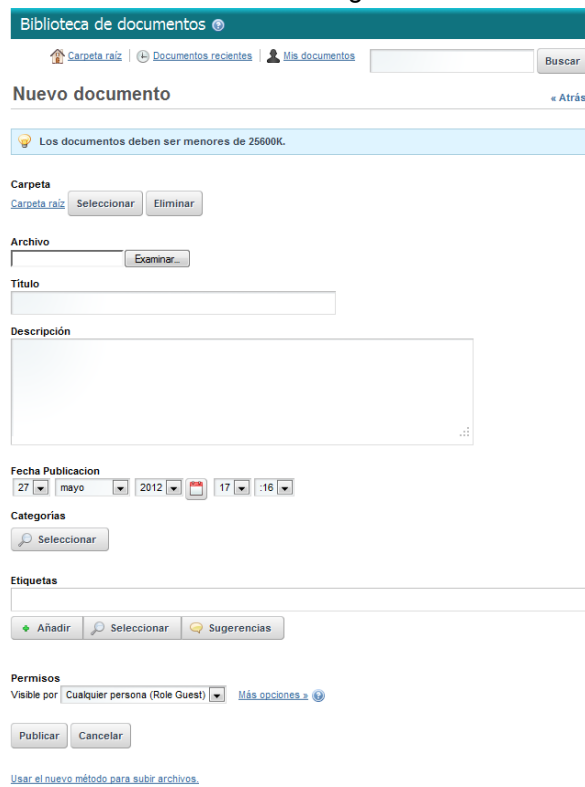 Biblioteca de documentos
Carpeta raíz Documentos recientes Mis documentos Buscar
Nuevo documento « Atrás
Los documentos deben ser menores de 25600K.
Carpeta
Carpeta raíz Seleccionar Eliminar
Archivo
Examinar...
Título
Descripción
Fecha Publicacion
27 mayo 2012 17 :16
Categorías
Seleccionar
Etiquetas
Añadir Seleccionar Sugerencias
Permisos
Visible por Cualquier persona (Role Guest) Más opciones »
Publicar Cancelar
Usar el nuevo método para subir archivos.